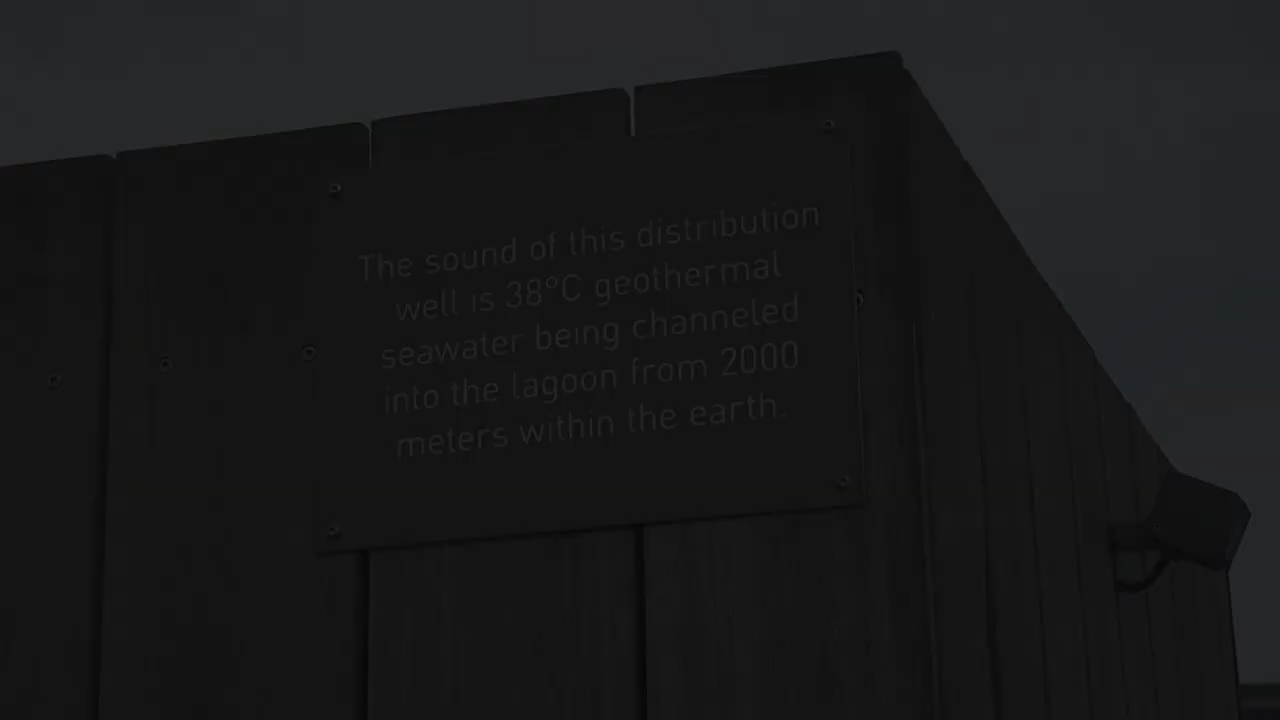 The sound of this distribution
well is 38°C geothermal
seawater being channeled
into the lagoon from 2000
meters within the earth.